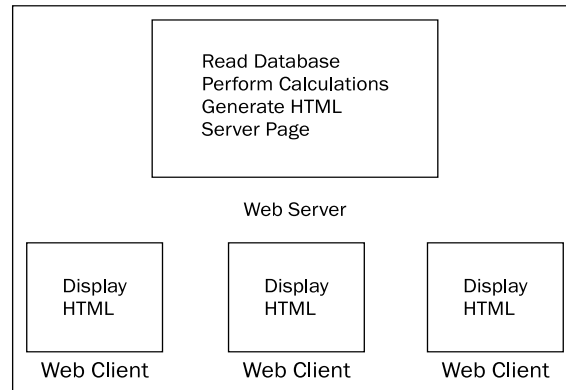 Read Database
Perform Calculations
Generate HTML
Server Page
Web Server
Display
HTML
Display
HTML
Display
HTML
Web Client
Web Client
Web Client